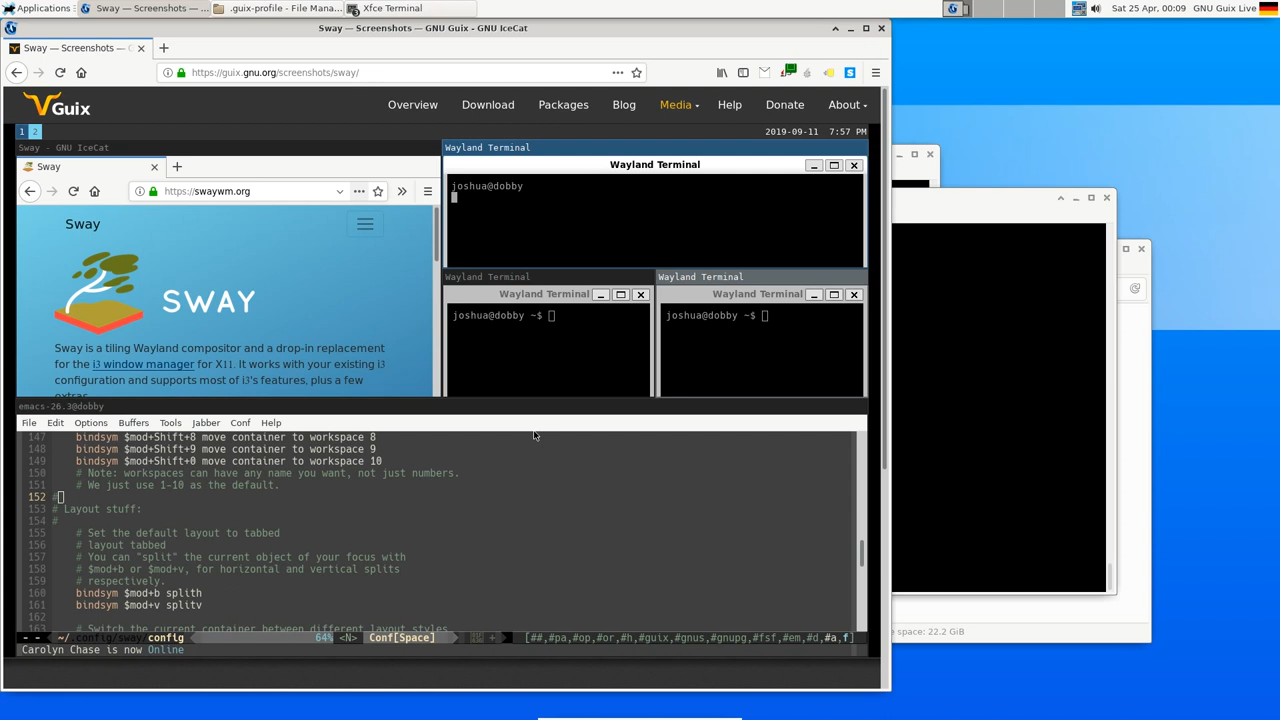 Applications
Sway — Screenshots — ...
.guix-profile - File Mana...
Xfce Terminal
Sat 25 Apr, 00:09
GNU Guix Live
Sway — Screenshots — GNU Guix - GNU IceCat
Sway — Screenshots —
https://guix.gnu.org/screenshots/sway/
Guix
Overview
Download
Packages
Blog
Media
Help
Donate
About
1 2
2019-09-11 7:57 PM
Sway - GNU IceCat
Sway
https://swaywm.org
Sway
SWAY
Sway is a tiling Wayland compositor and a drop-in replacement
for the i3 window manager for X11. It works with your existing i3
configuration and supports most of i3's features, plus a few
extras.
Wayland Terminal
Wayland Terminal
joshua@dobby
Wayland Terminal
Wayland Terminal
joshua@dobby ~$
Wayland Terminal
Wayland Terminal
joshua@dobby ~$
emacs-26.3@dobby
File Edit Options Buffers Tools Jabber Conf Help
147 bindsym $mod+Shift+8 move container to workspace 8
148 bindsym $mod+Shift+9 move container to workspace 9
149 bindsym $mod+Shift+0 move container to workspace 10
150 # Note: workspaces can have any name you want, not just numbers.
151 # We just use 1-10 as the default.
152 #
153 # Layout stuff:
154 #
155 # Set the default layout to tabbed
156 # layout tabbed
157 # You can "split" the current object of your focus with
158 # $mod+b or $mod+v, for horizontal and vertical splits
159 # respectively.
160 bindsym $mod+b splith
161 bindsym $mod+v splitv
162
163 # Switch the current container between different layout styles
- - ~/.config/sway/config 64% <N> Conf[Space] [##,#pa,#op,#or,#h,#guix,#gnus,#gnupg,#fsf,#em,#d,#a,f]
Carolyn Chase is now Online
e space: 22.2 GiB